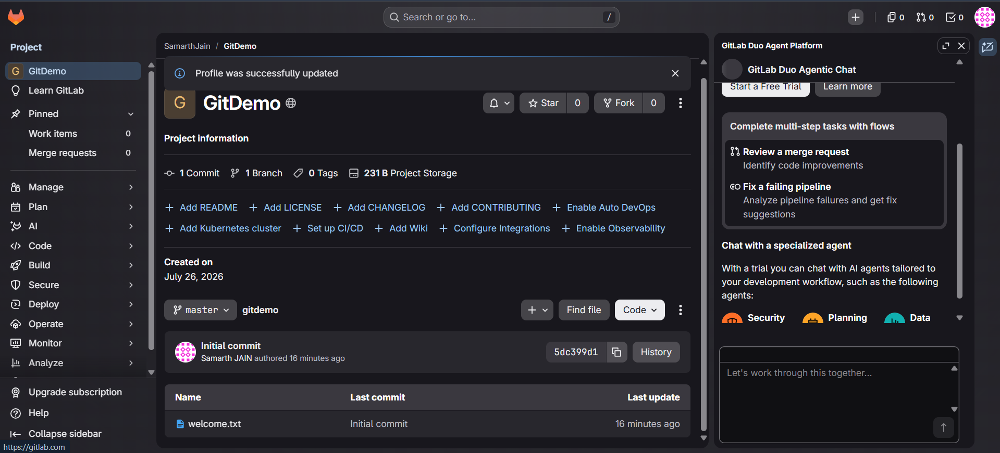 Search or go to...
/
0
0
0
Project
G GitDemo
Learn GitLab
Pinned
Work items 0
Merge requests 0
Manage
Plan
AI
Code
Build
Secure
Deploy
Operate
Monitor
Analyze
Upgrade subscription
Help
Collapse sidebar
https://gitlab.com
SamarthJain / GitDemo
Profile was successfully updated
G GitDemo
Star 0
Fork 0
Project information
1 Commit 1 Branch 0 Tags 231 B Project Storage
+ Add README + Add LICENSE + Add CHANGELOG + Add CONTRIBUTING + Enable Auto DevOps
+ Add Kubernetes cluster + Set up CI/CD + Add Wiki + Configure Integrations + Enable Observability
Created on
July 26, 2026
master gitdemo
Find file
Code
Initial commit
Samarth JAIN authored 16 minutes ago
5dc399d1
History
Name Last commit Last update
welcome.txt Initial commit 16 minutes ago
GitLab Duo Agent Platform
GitLab Duo Agentic Chat
Start a Free Trial Learn more
Complete multi-step tasks with flows
Review a merge request
Identify code improvements
Fix a failing pipeline
Analyze pipeline failures and get fix
suggestions
Chat with a specialized agent
With a trial you can chat with AI agents tailored to
your development workflow, such as the following
agents:
Security Planning Data
Let's work through this together...